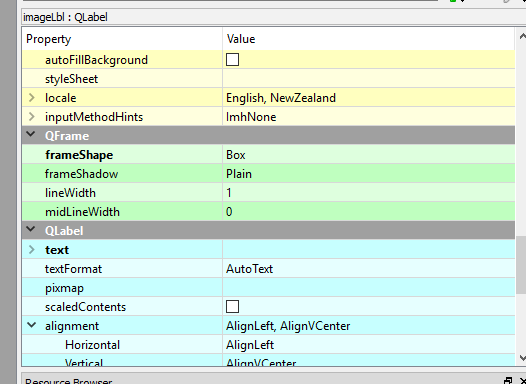 imageLbl : QLabel
Property Value
autoFillBackground
styleSheet
locale English, NewZealand
inputMethodHints ImhNone
QFrame
frameShape Box
frameShadow Plain
lineWidth 1
midLineWidth 0
QLabel
text
textFormat AutoText
pixmap
scaledContents
alignment AlignLeft, AlignVCenter
Horizontal AlignLeft
Vertical AlignVCenter
Resource Browser